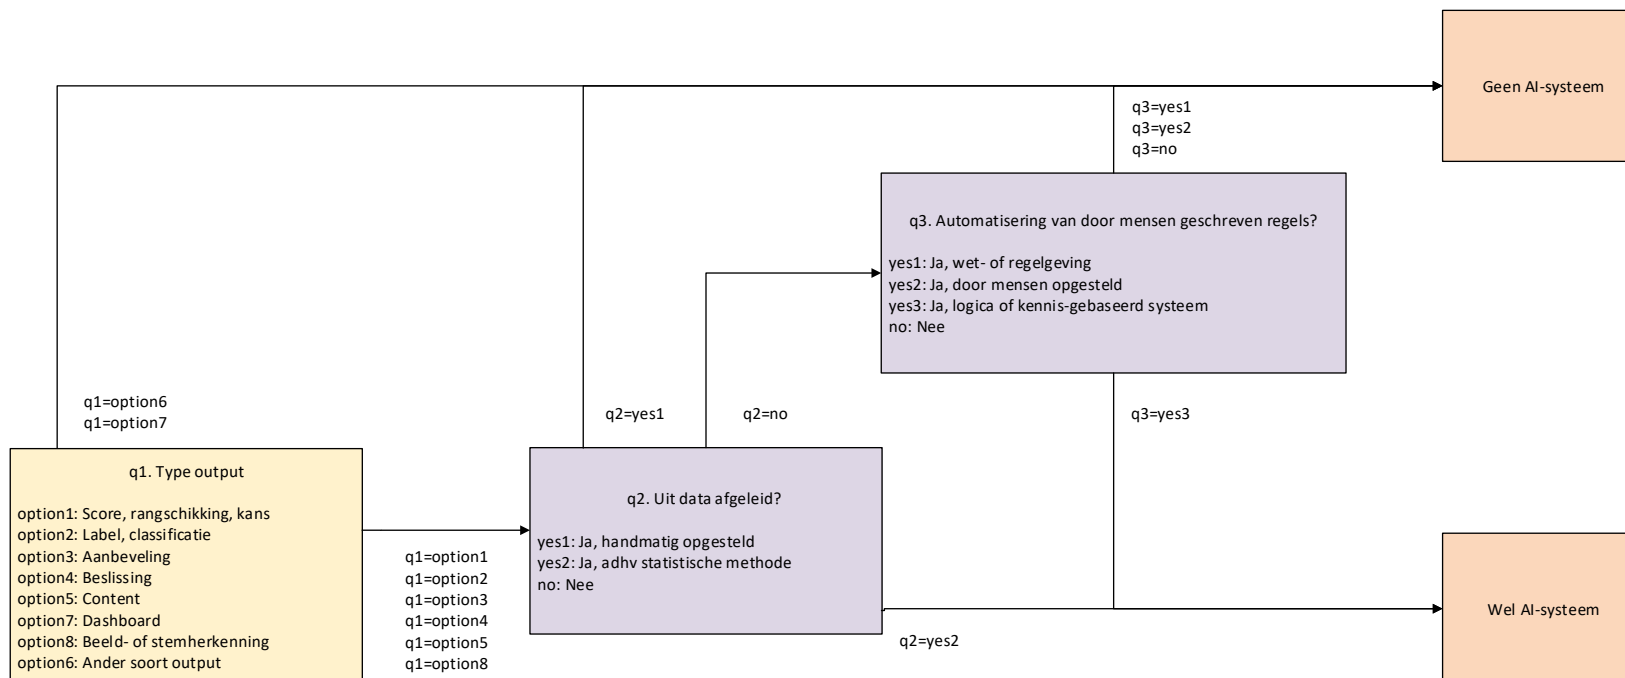 Geen AI-systeem
q3=yes1
q3=yes2
q3=no
q3. Automatisering van door mensen geschreven regels?
yes1: Ja, wet- of regelgeving
yes2: Ja, door mensen opgesteld
yes3: Ja, logica of kennis-gebaseerd systeem
no: Nee
q1=option6
q1=option7
q2=yes1
q2=no
q3=yes3
q1. Type output
option1: Score, rangschikking, kans
option2: Label, classificatie
option3: Aanbeveling
option4: Beslissing
option5: Content
option7: Dashboard
option8: Beeld- of stemherkenning
option6: Ander soort output
q1=option1
q1=option2
q1=option3
q1=option4
q1=option5
q1=option8
q2. Uit data afgeleid?
yes1: Ja, handmatig opgesteld
yes2: Ja, adhv statistische methode
no: Nee
q2=yes2
Wel AI-systeem